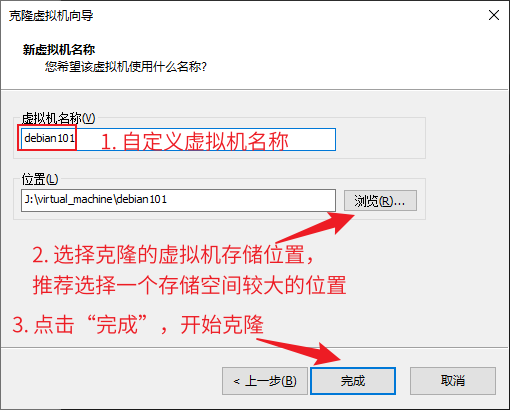 克隆虚拟机向导
新虚拟机名称
您希望该虚拟机使用什么名称?
虚拟机名称(V)
debian101
1. 自定义虚拟机名称
位置(L)
J:\virtual_machine\debian101
浏览(R)...
2. 选择克隆的虚拟机存储位置，
推荐选择一个存储空间较大的位置
3. 点击“完成”，开始克隆
< 上一步(B)
完成
取消